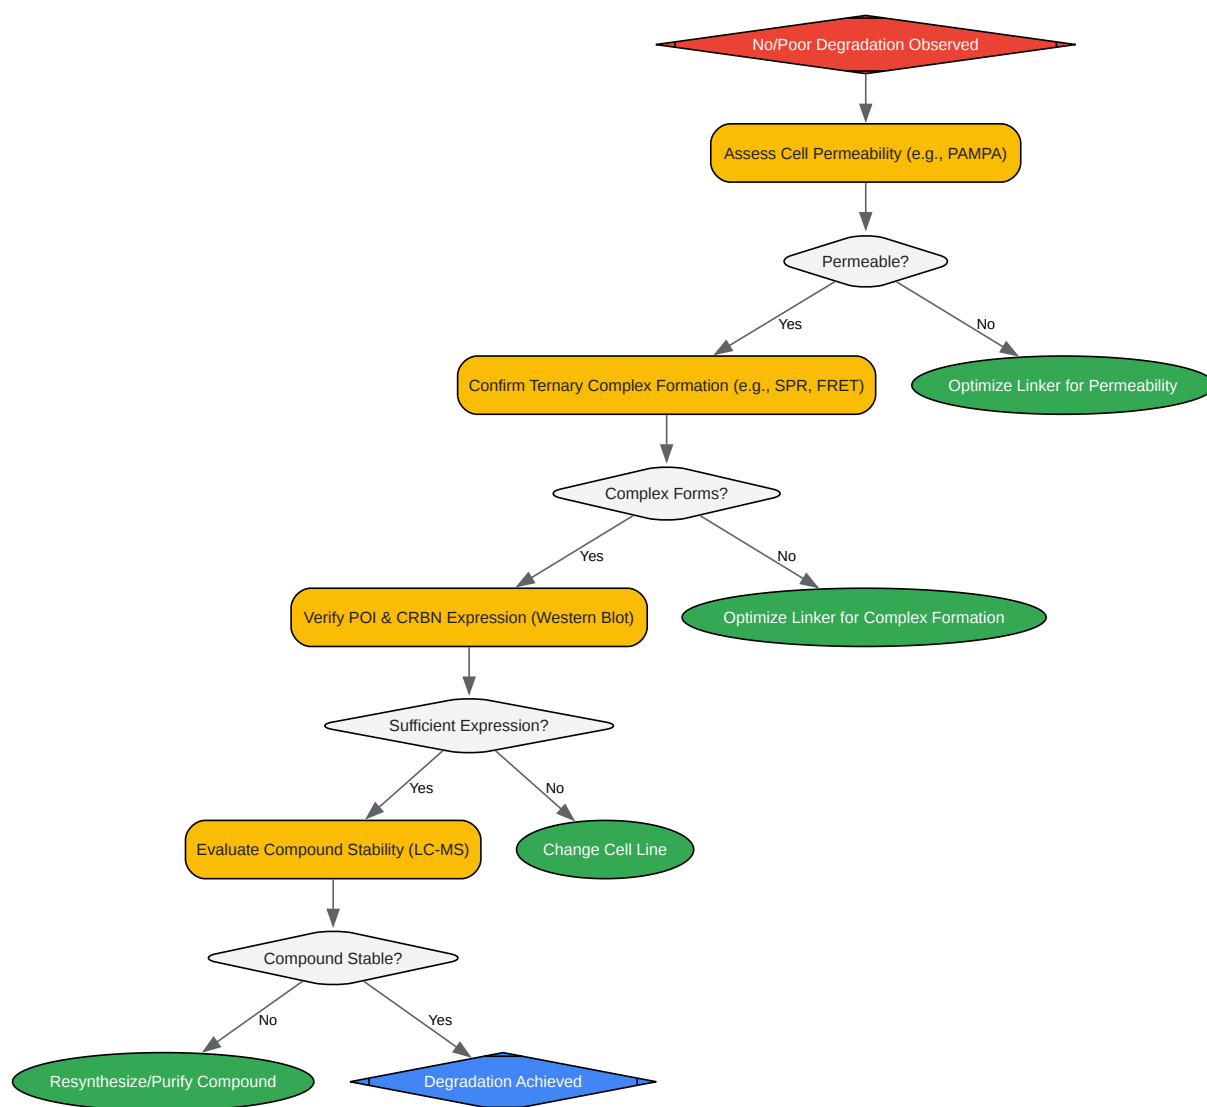 No/Poor Degradation Observed
Assess Cell Permeability (e.g., PAMPA)
Permeable?
Yes
No
Confirm Ternary Complex Formation (e.g., SPR, FRET)
Optimize Linker for Permeability
Complex Forms?
Yes
No
Verify POI & CRBN Expression (Western Blot)
Optimize Linker for Complex Formation
Sufficient Expression?
Yes
No
Evaluate Compound Stability (LC-MS)
Change Cell Line
Compound Stable?
No
Yes
Resynthesize/Purify Compound
Degradation Achieved